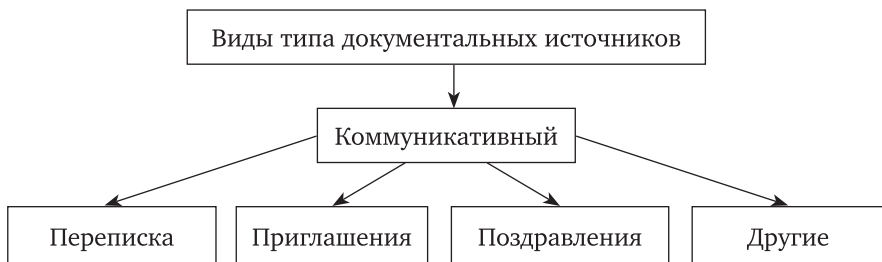 Виды типа документальных источников
Коммуникативный
Переписка
Приглашения
Поздравления
Другие